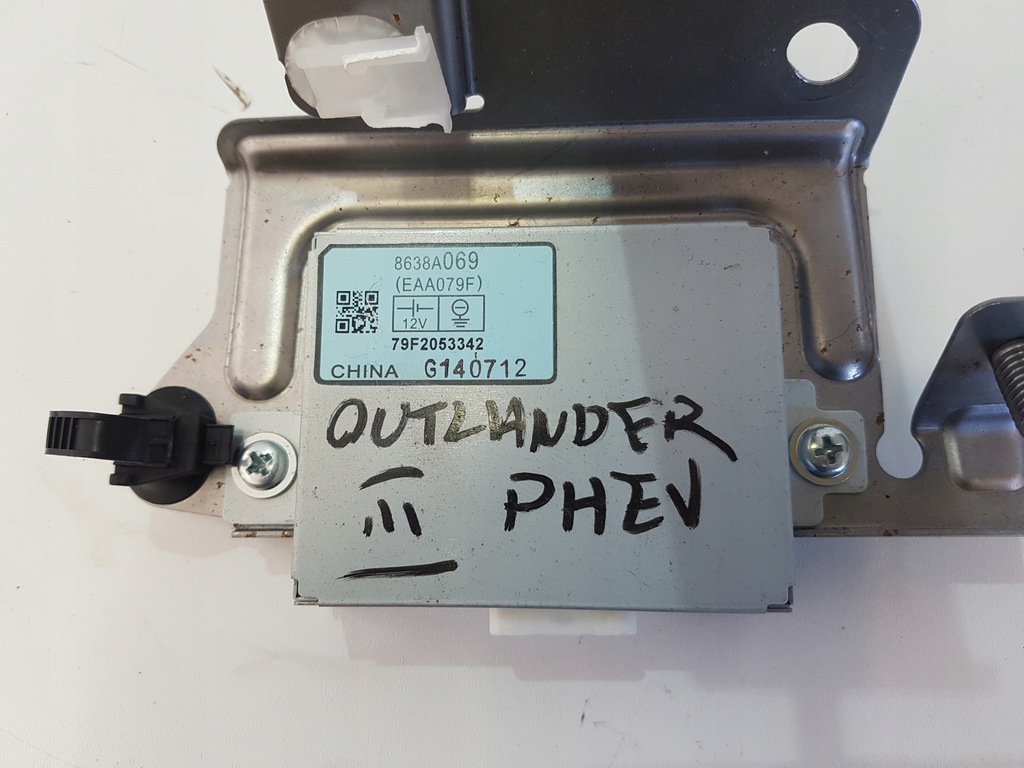 8638A069
(EAA079F)
12V
79F2053342
CHINA G140712
OUTLANDER
III PHEV